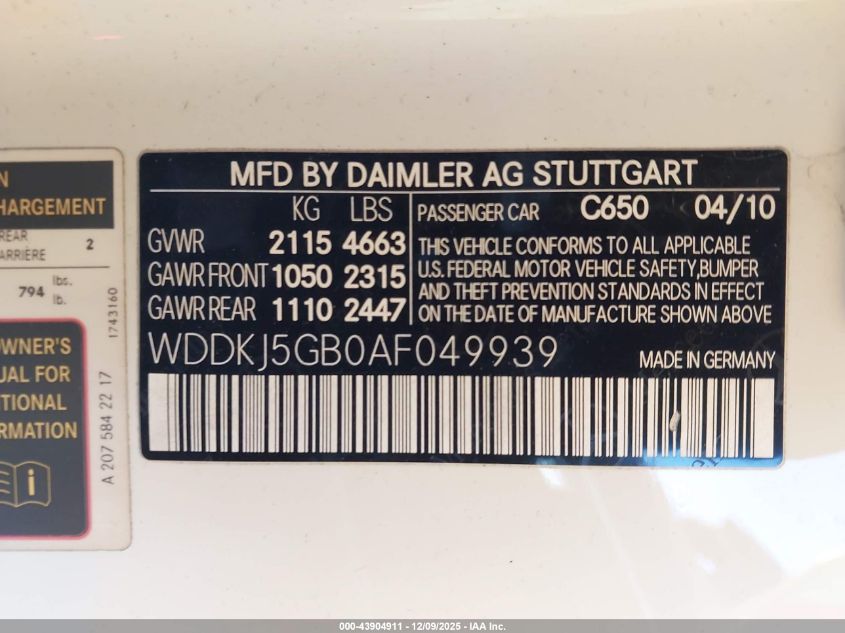 N
HARGEMENT
REAR
ARRIÈRE 2
794 lbs.
lb.
1743160
OWNER'S
UAL FOR
TIONAL
RMATION
A 207 584 22 17
i
MFD BY DAIMLER AG STUTTGART
KG LBS
GVWR 2115 4663
GAWR FRONT 1050 2315
GAWR REAR 1110 2447
PASSENGER CAR C650 04/10
THIS VEHICLE CONFORMS TO ALL APPLICABLE
U.S. FEDERAL MOTOR VEHICLE SAFETY,BUMPER
AND THEFT PREVENTION STANDARDS IN EFFECT
ON THE DATE OF MANUFACTURE SHOWN ABOVE
WDDKJ5GB0AF049939 MADE IN GERMANY
000-43904911 - 12/09/2025 - IAA Inc.